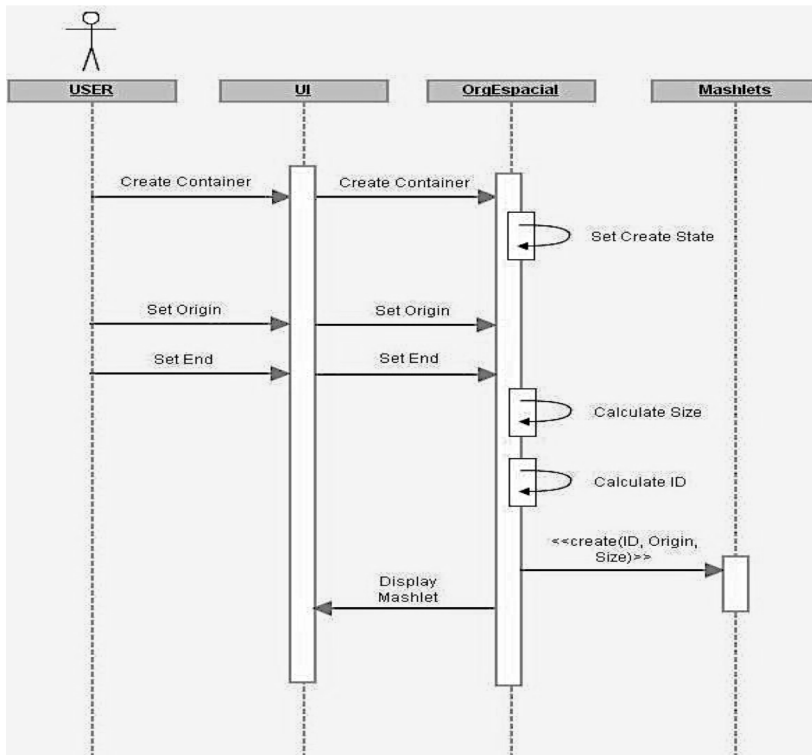 USER
UI
OrgEspacial
Mashlets
Create Container
Create Container
Set Create State
Set Origin
Set Origin
Set End
Set End
Calculate Size
Calculate ID
<<create(ID, Origin,
Size)>>
Display
Mashlet